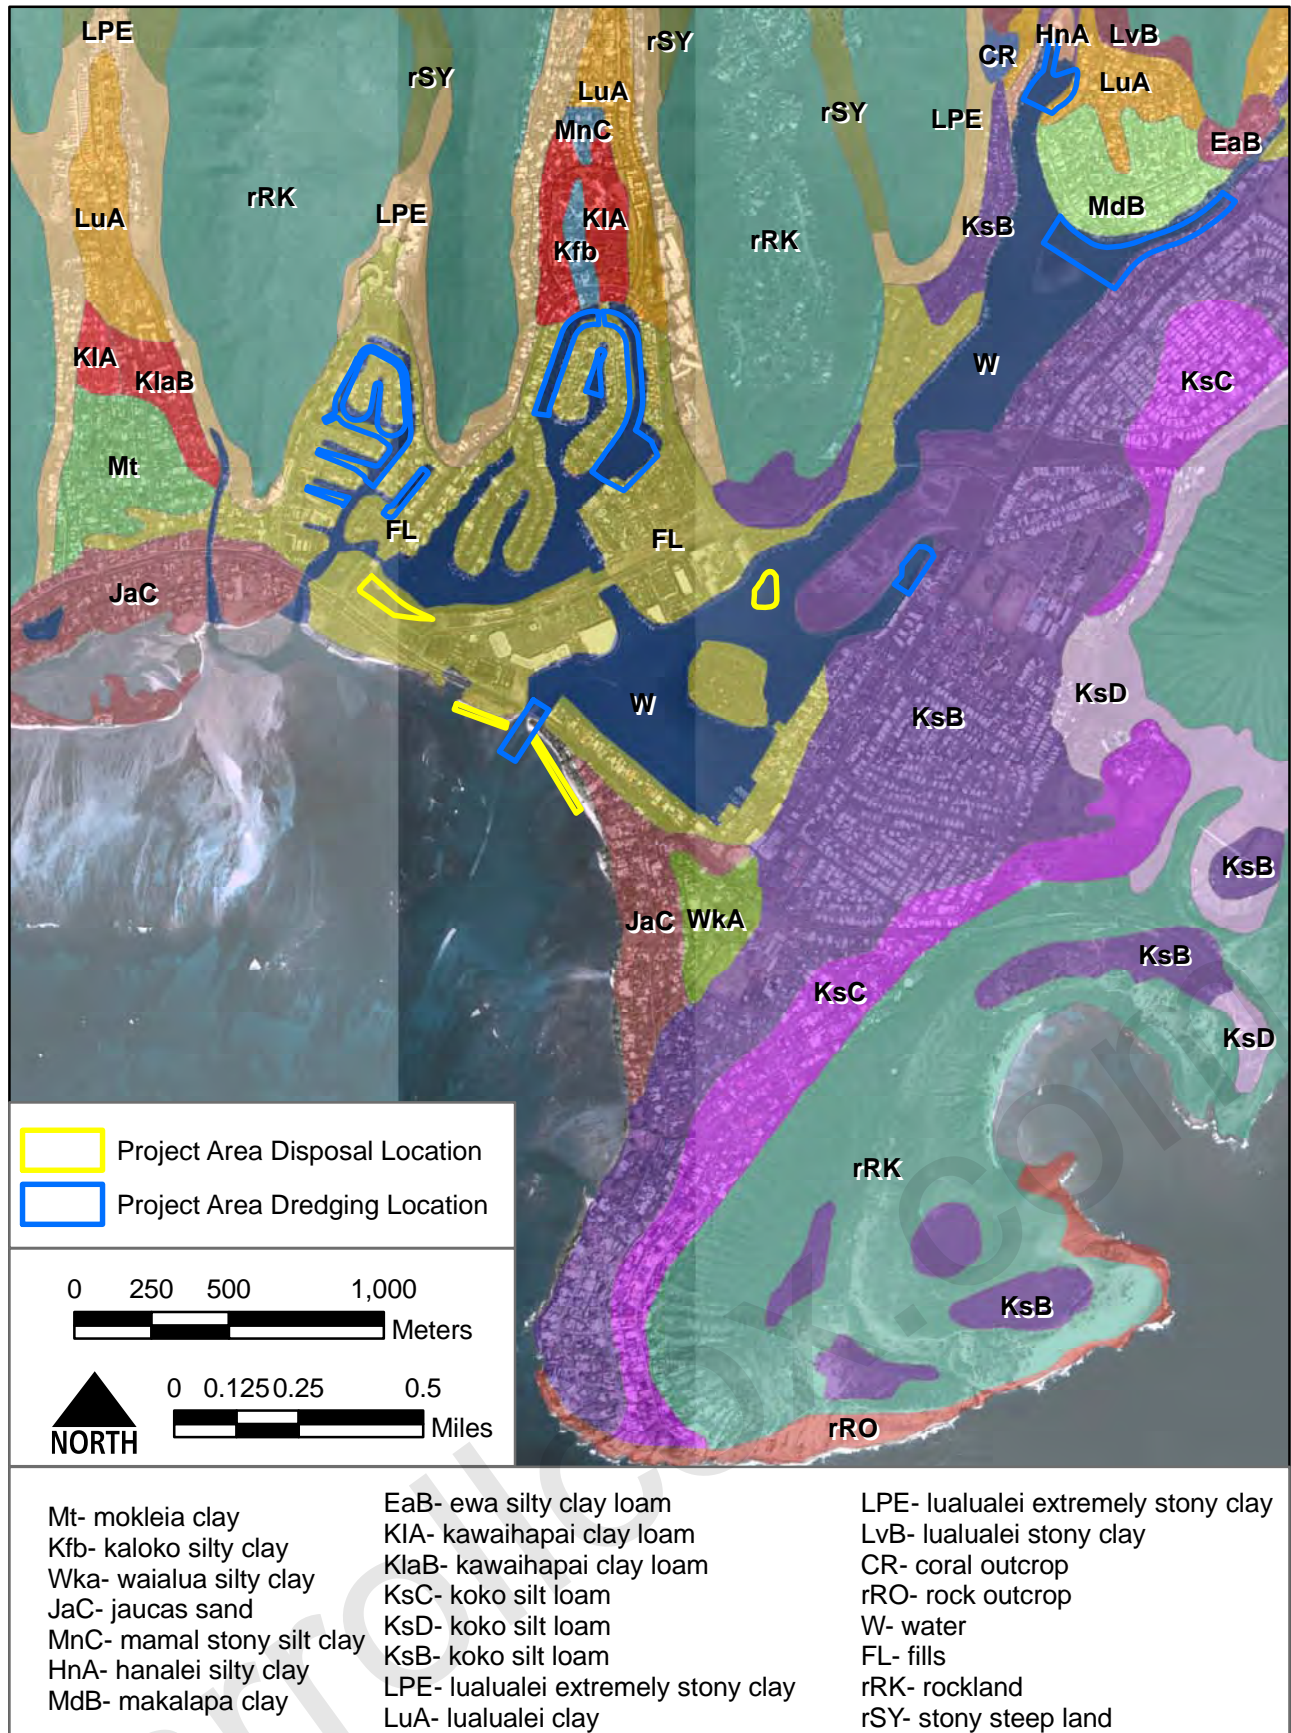 LPE
rSY
rSY
HnA
LvB
CR
LuA
LuA
MnC
rSY
LPE
EaB
rRK
LPE
LuA
KIA
MdB
KsB
rRK
Kfb
KIA
KlaB
W
KsC
Mt
FL
FL
JaC
KsD
W
KsB
KsB
JaC
WkA
KsB
KsC
KsD
rRK
KsB
rRO
Project Area Disposal Location
Project Area Dredging Location
0 250 500 1,000
Meters
0 0.125 0.25 0.5
Miles
NORTH
Mt- mokleia clay
Kfb- kaloko silty clay
Wka- waialua silty clay
JaC- jaucas sand
MnC- mamal stony silt clay
HnA- hanalei silty clay
MdB- makalapa clay
EaB- ewa silty clay loam
KIA- kawaihapai clay loam
KlaB- kawaihapai clay loam
KsC- koko silt loam
KsD- koko silt loam
KsB- koko silt loam
LPE- lualualei extremely stony clay
LuA- lualualei clay
LPE- lualualei extremely stony clay
LvB- lualualei stony clay
CR- coral outcrop
rRO- rock outcrop
W- water
FL- fills
rRK- rockland
rSY- stony steep land